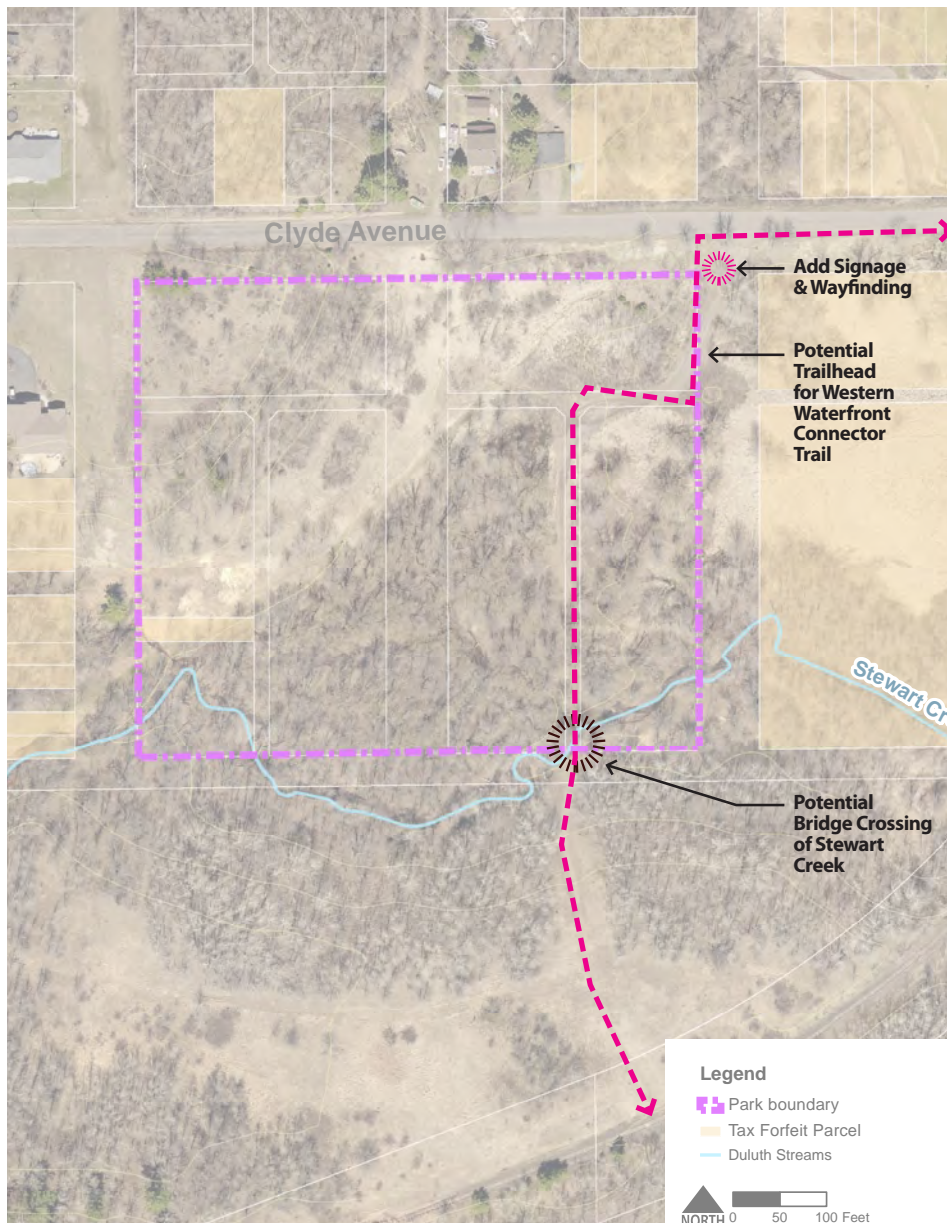 Clyde Avenue
Add Signage
& Wayfinding
Potential
Trailhead
for Western
Waterfront
Connector
Trail
Stewart Cr
Potential
Bridge Crossing
of Stewart
Creek
Legend
Park boundary
Tax Forfeit Parcel
Duluth Streams
NORTH
0 50 100 Feet